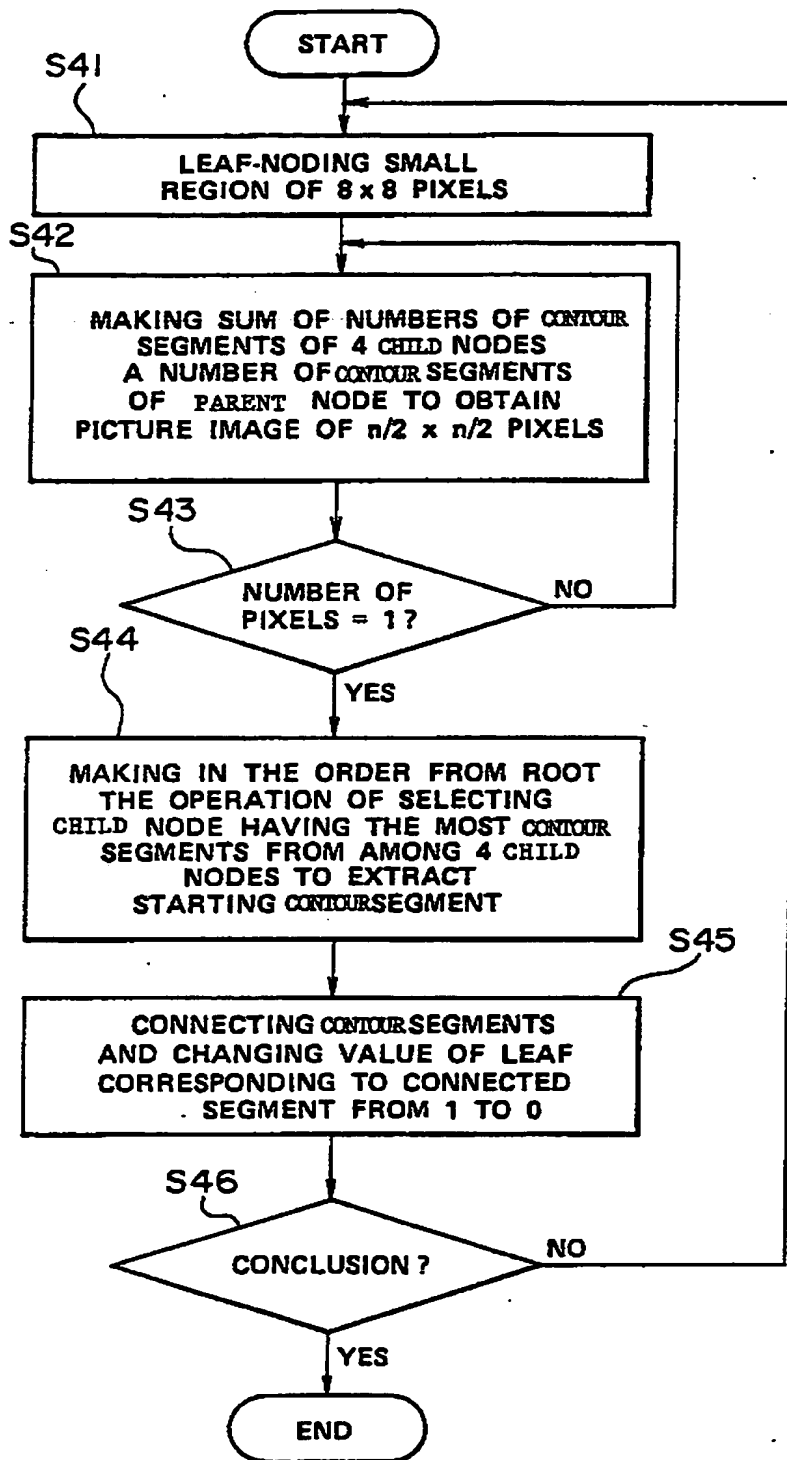 START
S41
LEAF-NODING SMALL
REGION OF 8 x 8 PIXELS
S42
MAKING SUM OF NUMBERS OF CONTOUR
SEGMENTS OF 4 CHILD NODES
A NUMBER OF CONTOUR SEGMENTS
OF PARENT NODE TO OBTAIN
PICTURE IMAGE OF n/2 x n/2 PIXELS
S43
NUMBER OF
PIXELS = 1?
NO
YES
S44
MAKING IN THE ORDER FROM ROOT
THE OPERATION OF SELECTING
CHILD NODE HAVING THE MOST CONTOUR
SEGMENTS FROM AMONG 4 CHILD
NODES TO EXTRACT
STARTING CONTOUR SEGMENT
S45
CONNECTING CONTOUR SEGMENTS
AND CHANGING VALUE OF LEAF
CORRESPONDING TO CONNECTED
SEGMENT FROM 1 TO 0
S46
CONCLUSION?
NO
YES
END